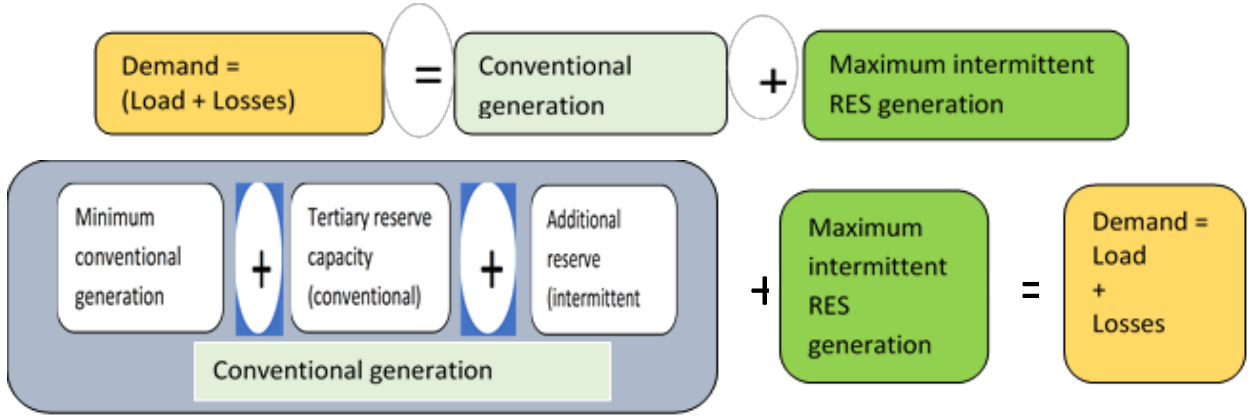 Demand =
(Load + Losses)
=
Conventional
generation
+
Maximum intermittent
RES generation
Minimum
conventional
generation
+
Tertiary reserve
capacity
(conventional)
+
Additional
reserve
(intermittent
Conventional generation
+
Maximum
intermittent
RES
generation
=
Demand =
Load
+
Losses